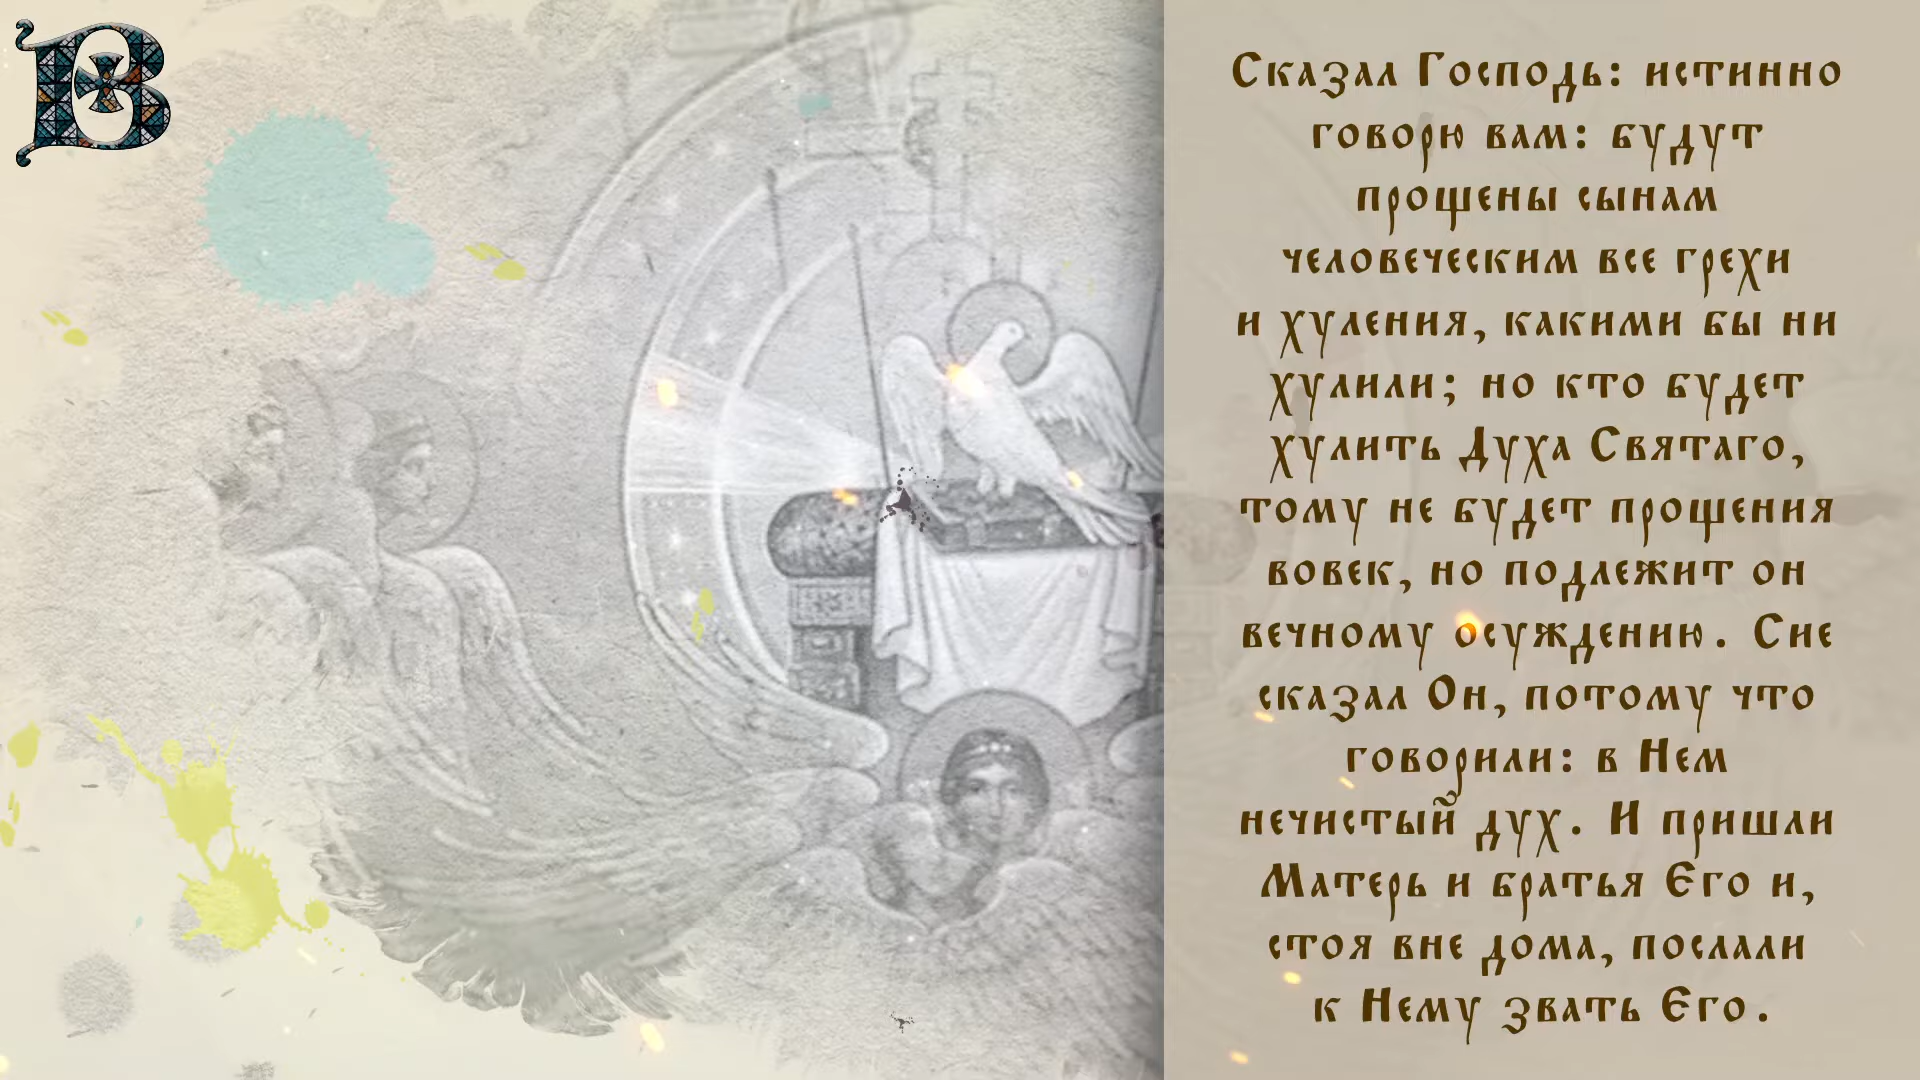 В
Сказал Господь: истинно
говорю вам: будут
прощены сынам
человеческим все грехи
и хуления, какими бы ни
хулили; но кто будет
хулить Духа Святаго,
тому не будет прощения
вовек, но подлежит он
вечному осуждению. Сие
сказал Он, потому что
говорили: в Нем
нечистый дух. И пришли
Матерь и братья Єго и,
стоя вне дома, послали
к Нему звать Єго.